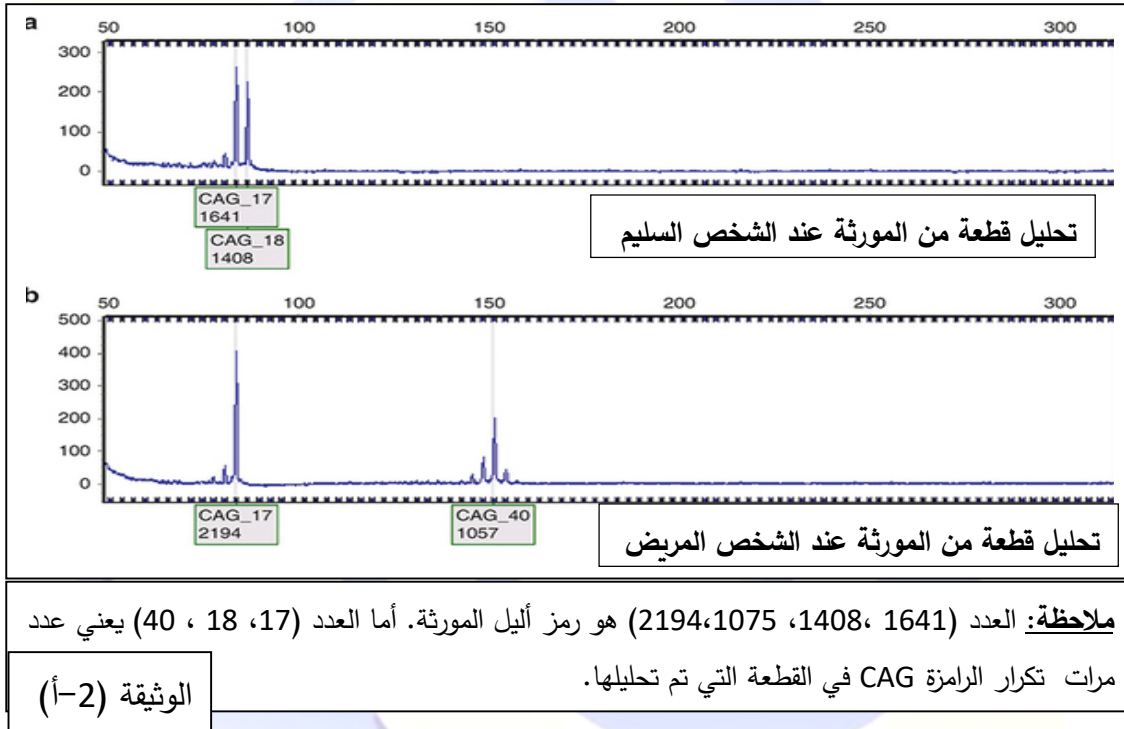 a
50 100 150 200 250 300
300
200
100
0
CAG_17
1641
CAG_18
1408
تحليل قطعة من المورثة عند الشخص السليم
b
50 100 150 200 250 300
500
400
300
200
100
0
CAG_17
2194
CAG_40
1057
تحليل قطعة من المورثة عند الشخص المريض
ملاحظة: العدد (1641 ،1408، 1075،2194) هو رمز أليل المورثة. أما العدد (17، 18 ، 40) يعني عدد
مرات تكرار الرامزة CAG في القطعة التي تم تحليلها.
الوثيقة (2-أ)